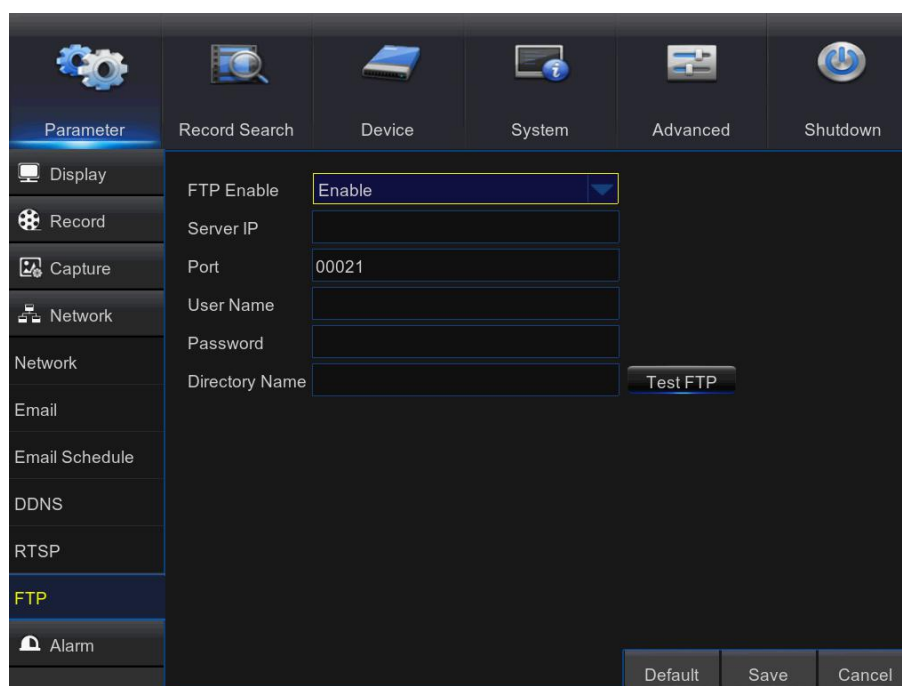 Parameter
Record Search
Device
System
Advanced
Shutdown
Display
Record
Capture
Network
Network
Email
Email Schedule
DDNS
RTSP
FTP
Alarm
FTP Enable Enable
Server IP
Port 00021
User Name
Password
Directory Name Test FTP
Default Save Cancel